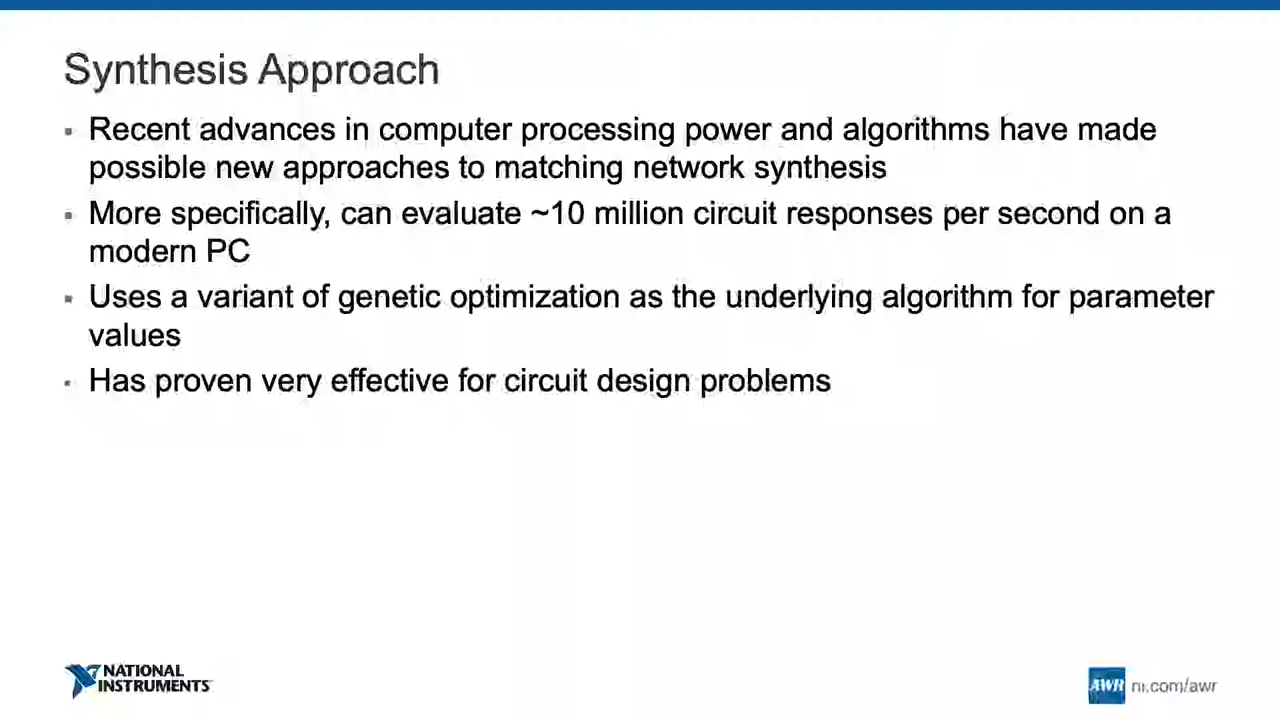 Synthesis Approach
Recent advances in computer processing power and algorithms have made
possible new approaches to matching network synthesis
More specifically, can evaluate ~10 million circuit responses per second on a
modern PC
Uses a variant of genetic optimization as the underlying algorithm for parameter
values
Has proven very effective for circuit design problems
NATIONAL
INSTRUMENTS
AWR ni.com/awr